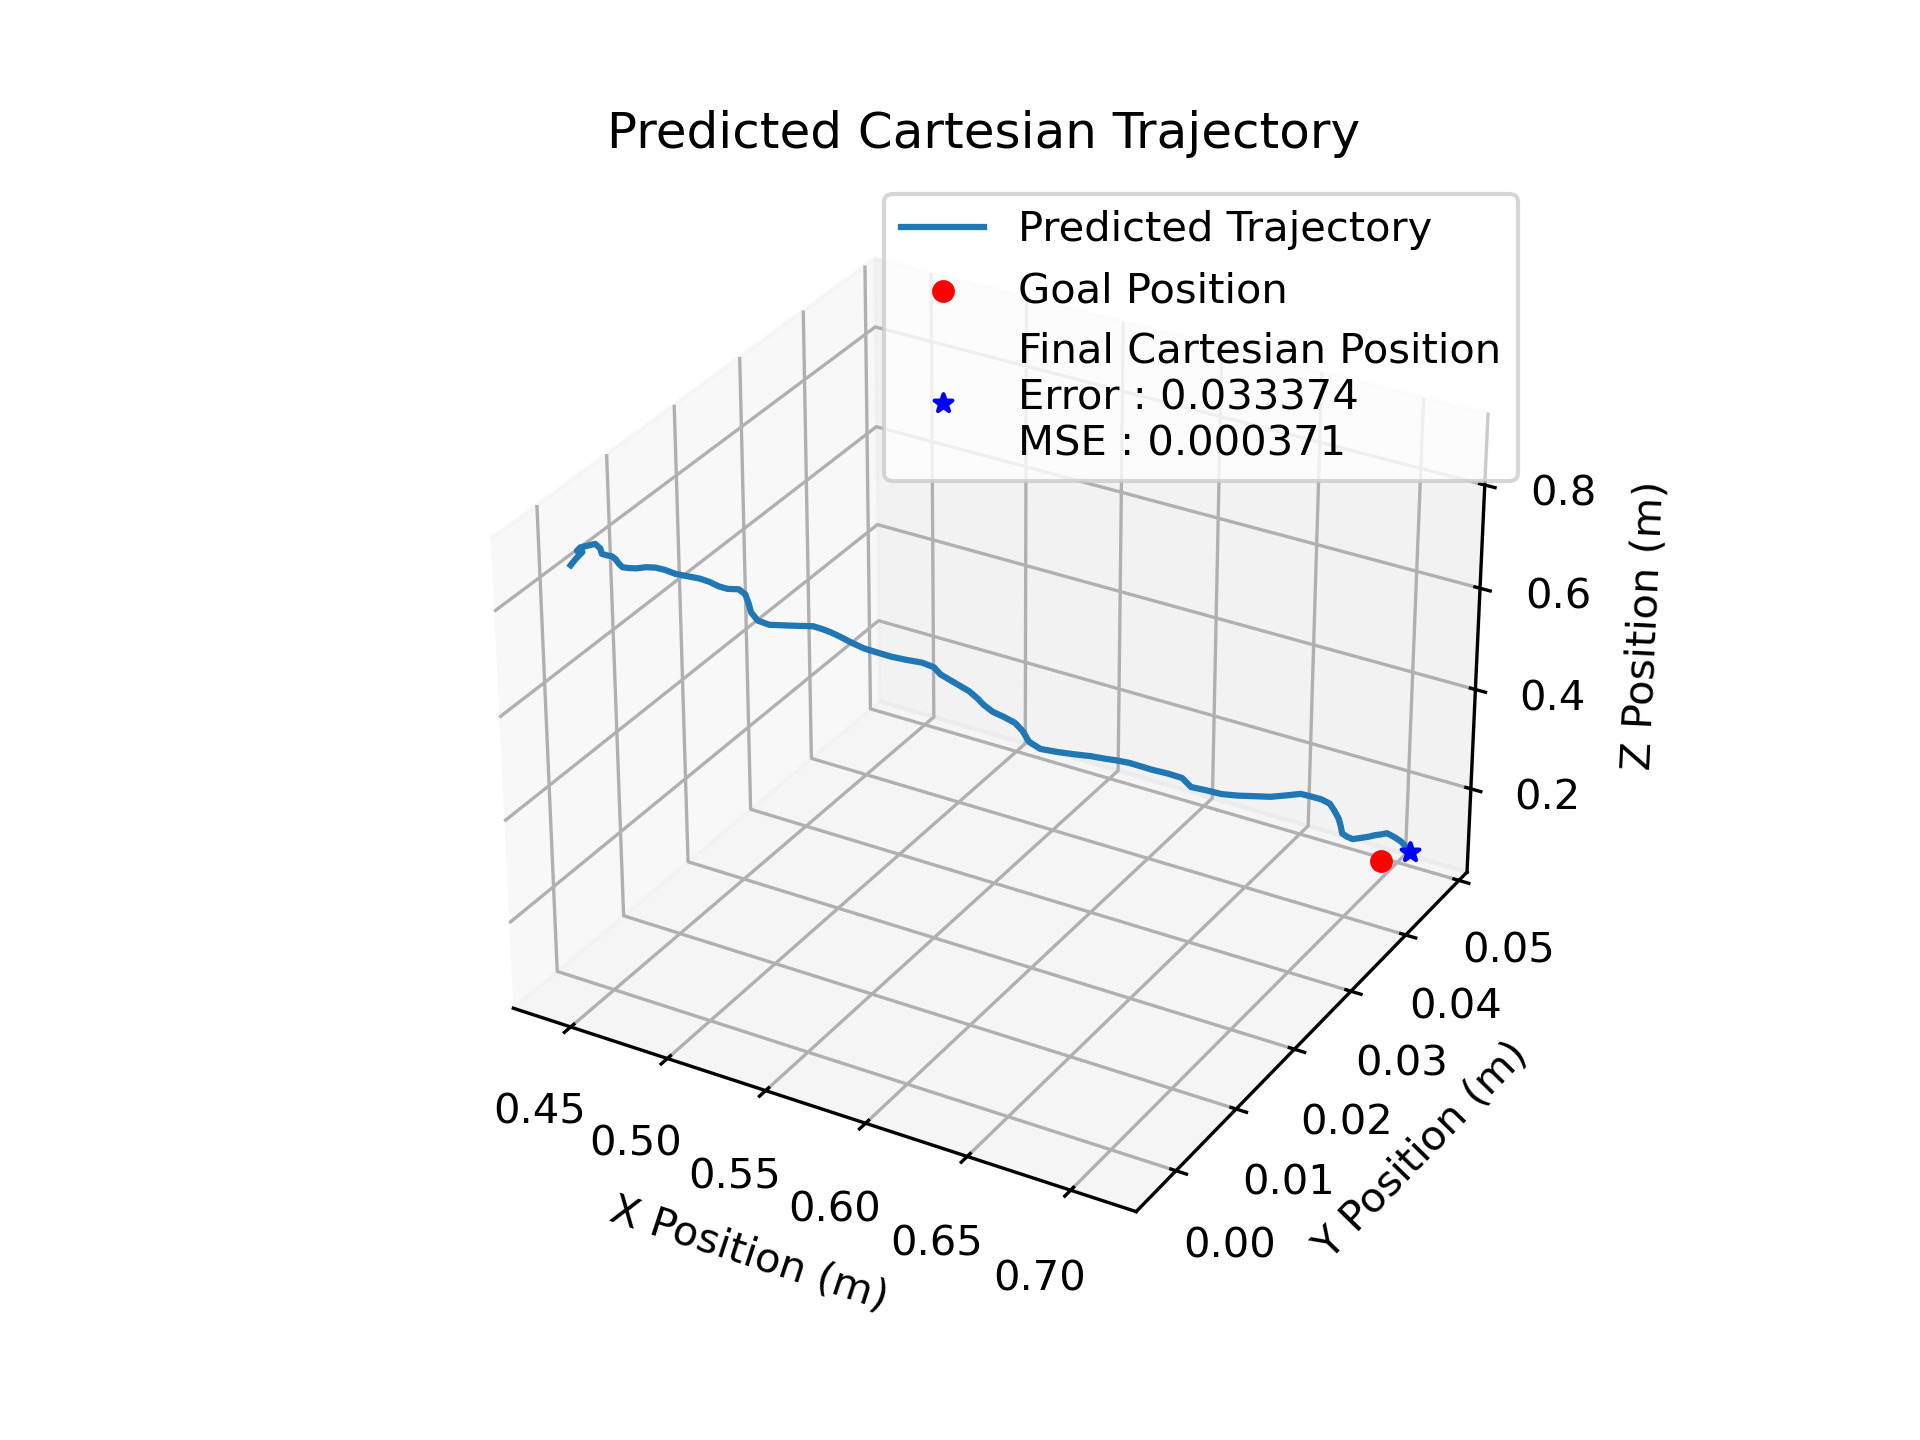 Predicted Cartesian Trajectory
Predicted Trajectory
Goal Position
Final Cartesian Position
Error : 0.033374
MSE : 0.000371
0.8
0.6
0.4
0.2
Z Position (m)
0.05
0.04
0.03
0.02
0.01
0.00
Y Position (m)
0.45
0.50
0.55
0.60
0.65
0.70
X Position (m)